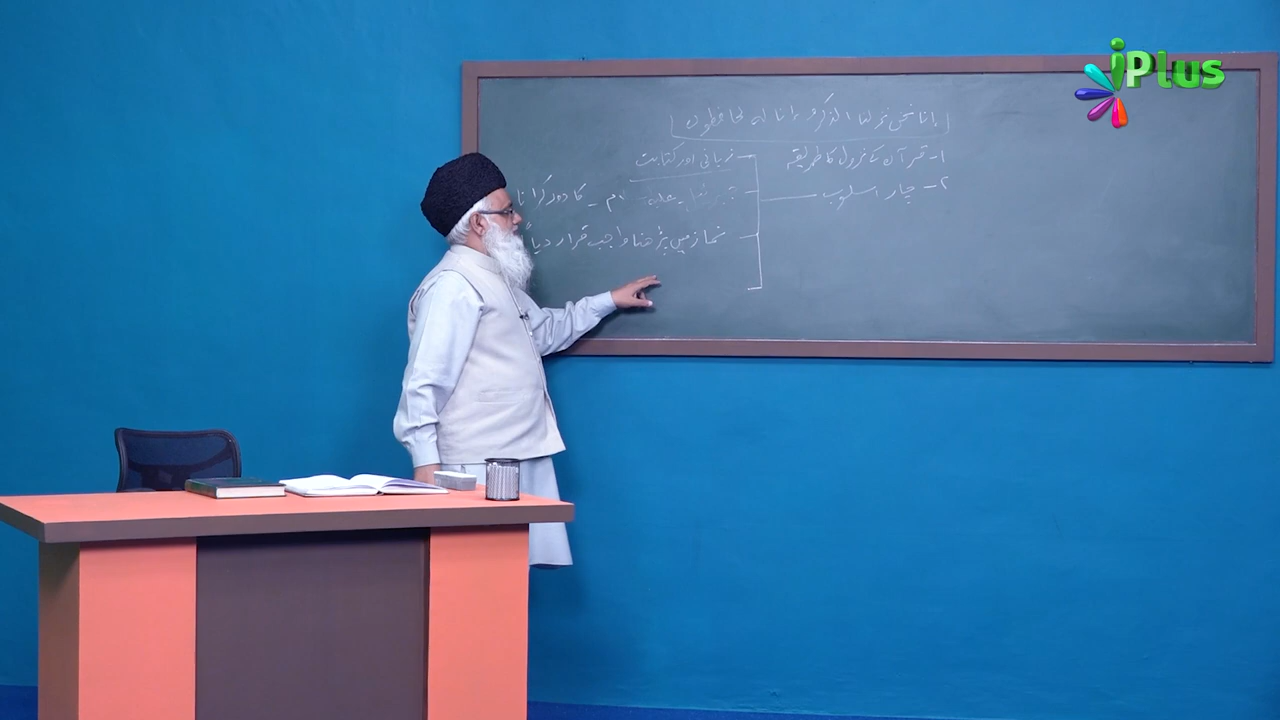 انا نحن نزلنا الذکر و انا له لحافظون
۱- قرآن کے نزول کا طریقہ
۲- چار اسلوب
زبانی اور کتابت
کا دور کرانا
نماز میں پڑھنا واجب قرار دیا
iPlus